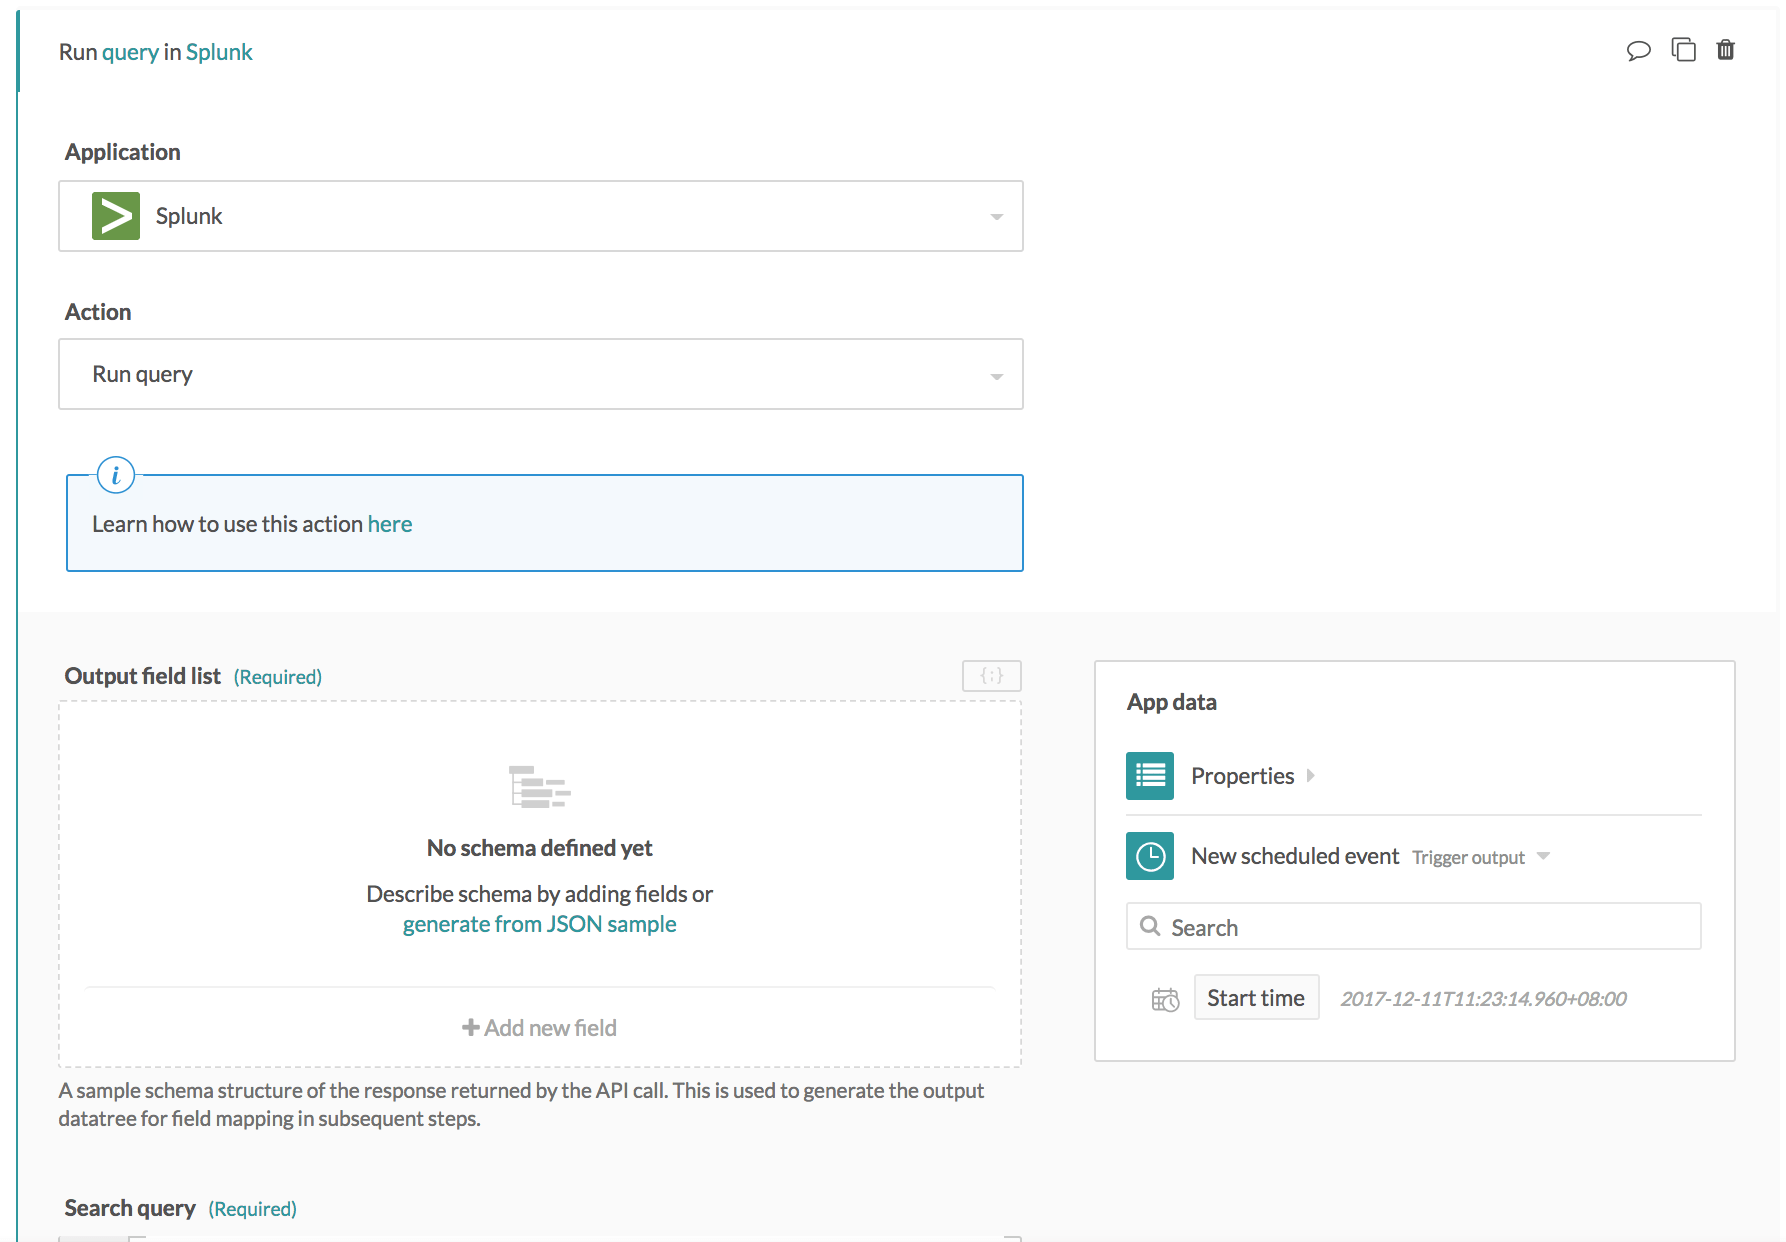 Run query in Splunk
Application
Splunk
Action
Run query
i
Learn how to use this action here
Output field list (Required)
{;}
No schema defined yet
Describe schema by adding fields or
generate from JSON sample
+ Add new field
A sample schema structure of the response returned by the API call. This is used to generate the output
datatree for field mapping in subsequent steps.
Search query (Required)
App data
Properties
New scheduled event Trigger output
Search
Start time 2017-12-11T11:23:14.960+08:00